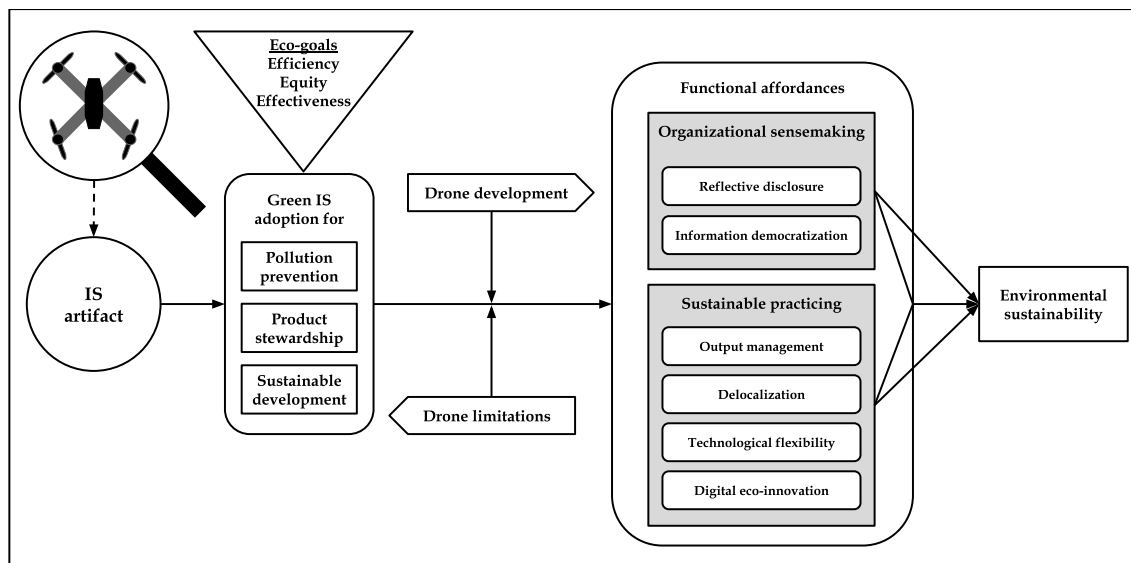 Eco-goals
Efficiency
Equity
Effectiveness
IS
artifact
Green IS
adoption for
Pollution
prevention
Product
stewardship
Sustainable
development
Drone development
Drone limitations
Functional affordances
Organizational sensemaking
Reflective disclosure
Information democratization
Sustainable practicing
Output management
Delocalization
Technological flexibility
Digital eco-innovation
Environmental
sustainability